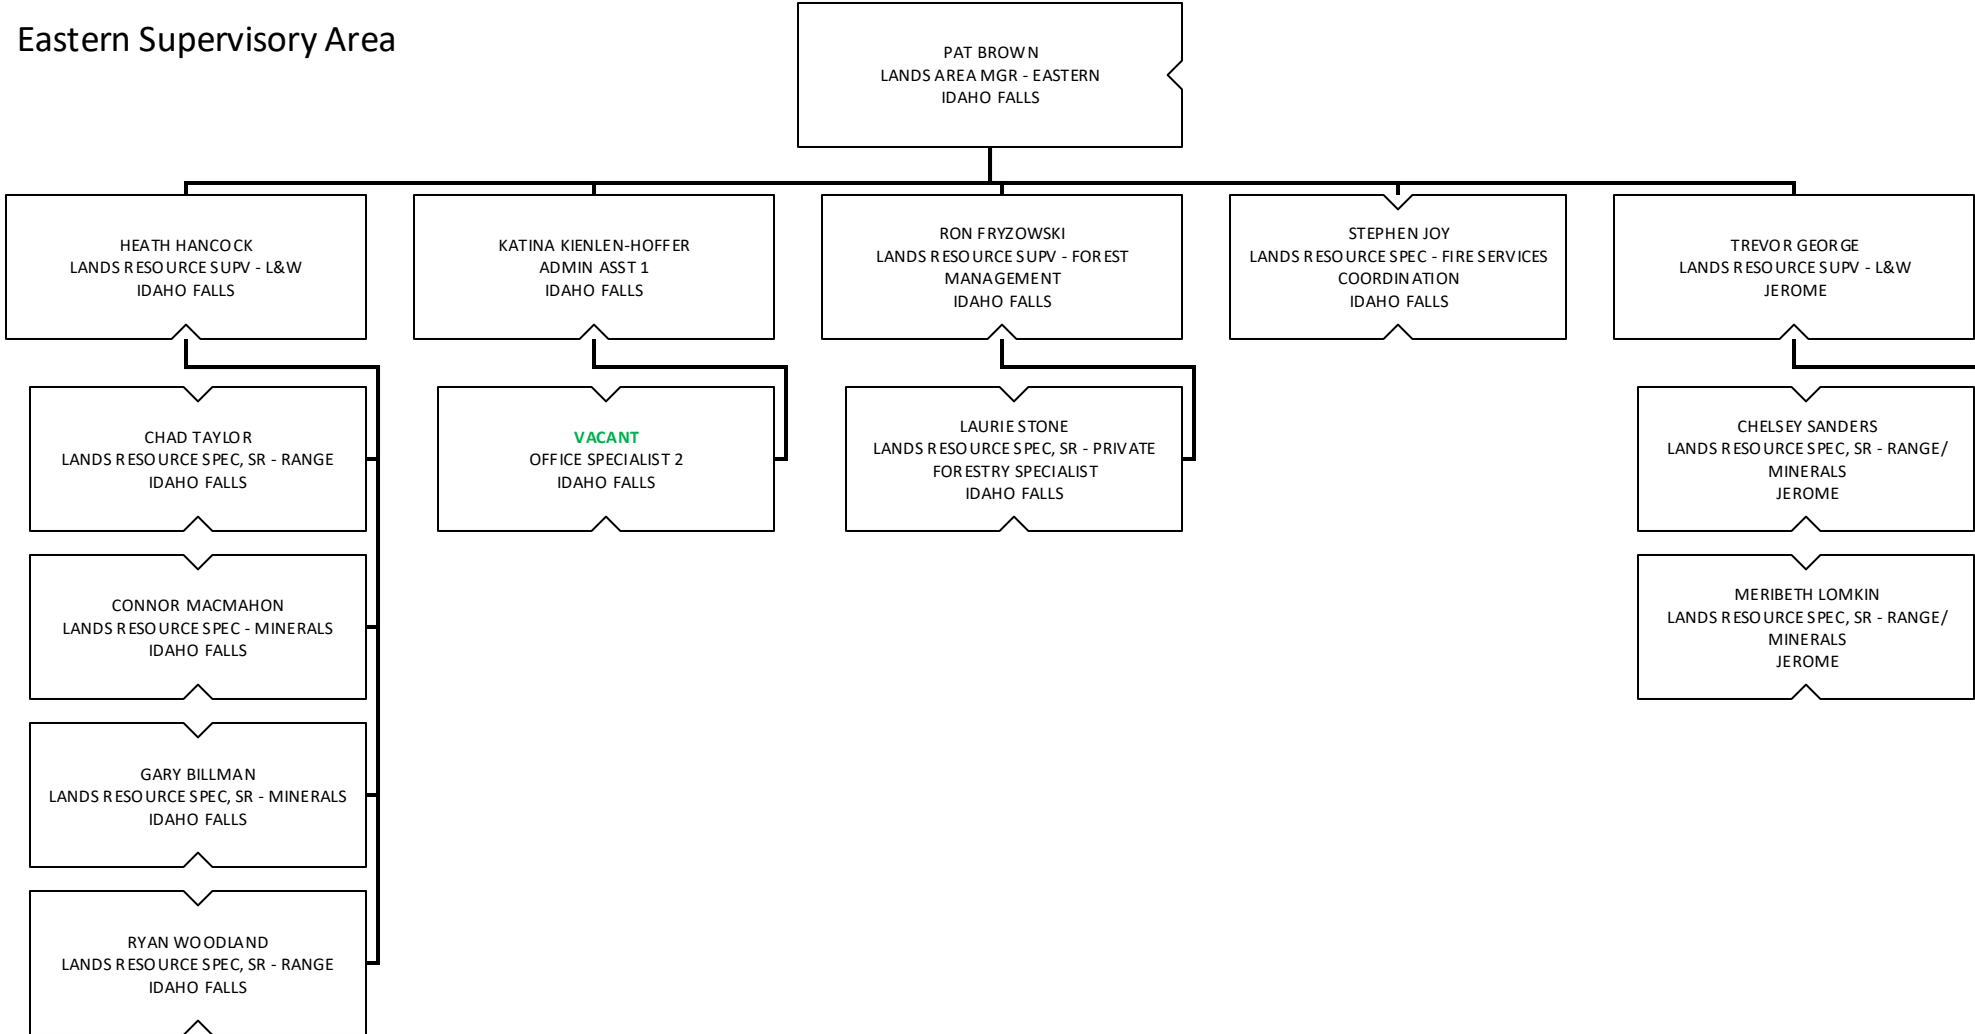 Eastern Supervisory Area
PAT BROWN
LANDS AREA MGR - EASTERN
IDAHO FALLS
HEATH HANCOCK
LANDS RESOURCE SUPV - L&W
IDAHO FALLS
KATINA KIENLEN-HOFFER
ADMIN ASST 1
IDAHO FALLS
RON FRYZOWSKI
LANDS RESOURCE SUPV - FOREST
MANAGEMENT
IDAHO FALLS
STEPHEN JOY
LANDS RESOURCE SPEC - FIRE SERVICES
COORDINATION
IDAHO FALLS
TREVOR GEORGE
LANDS RESOURCE SUPV - L&W
JEROME
CHAD TAYLOR
LANDS RESOURCE SPEC, SR - RANGE
IDAHO FALLS
VACANT
OFFICE SPECIALIST 2
IDAHO FALLS
LAURIE STONE
LANDS RESOURCE SPEC, SR - PRIVATE
FORESTRY SPECIALIST
IDAHO FALLS
CHELSEY SANDERS
LANDS RESOURCE SPEC, SR - RANGE/
MINERALS
JEROME
CONNOR MACMAHON
LANDS RESOURCE SPEC - MINERALS
IDAHO FALLS
MERIBETH LOMKIN
LANDS RESOURCE SPEC, SR - RANGE/
MINERALS
JEROME
GARY BILLMAN
LANDS RESOURCE SPEC, SR - MINERALS
IDAHO FALLS
RYAN WOODLAND
LANDS RESOURCE SPEC, SR - RANGE
IDAHO FALLS